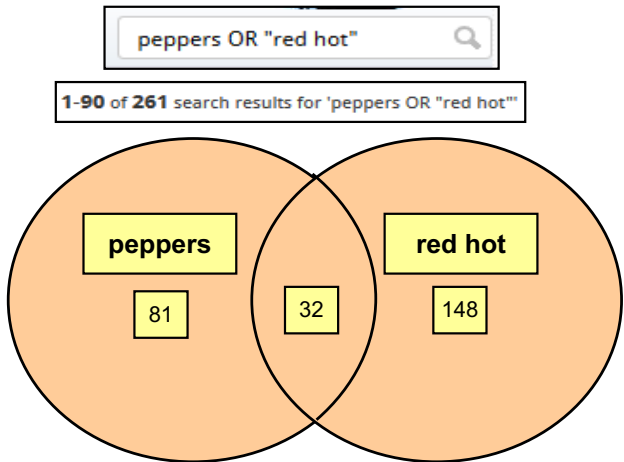 peppers OR "red hot"
1-90 of 261 search results for 'peppers OR "red hot"'
peppers
red hot
81
32
148